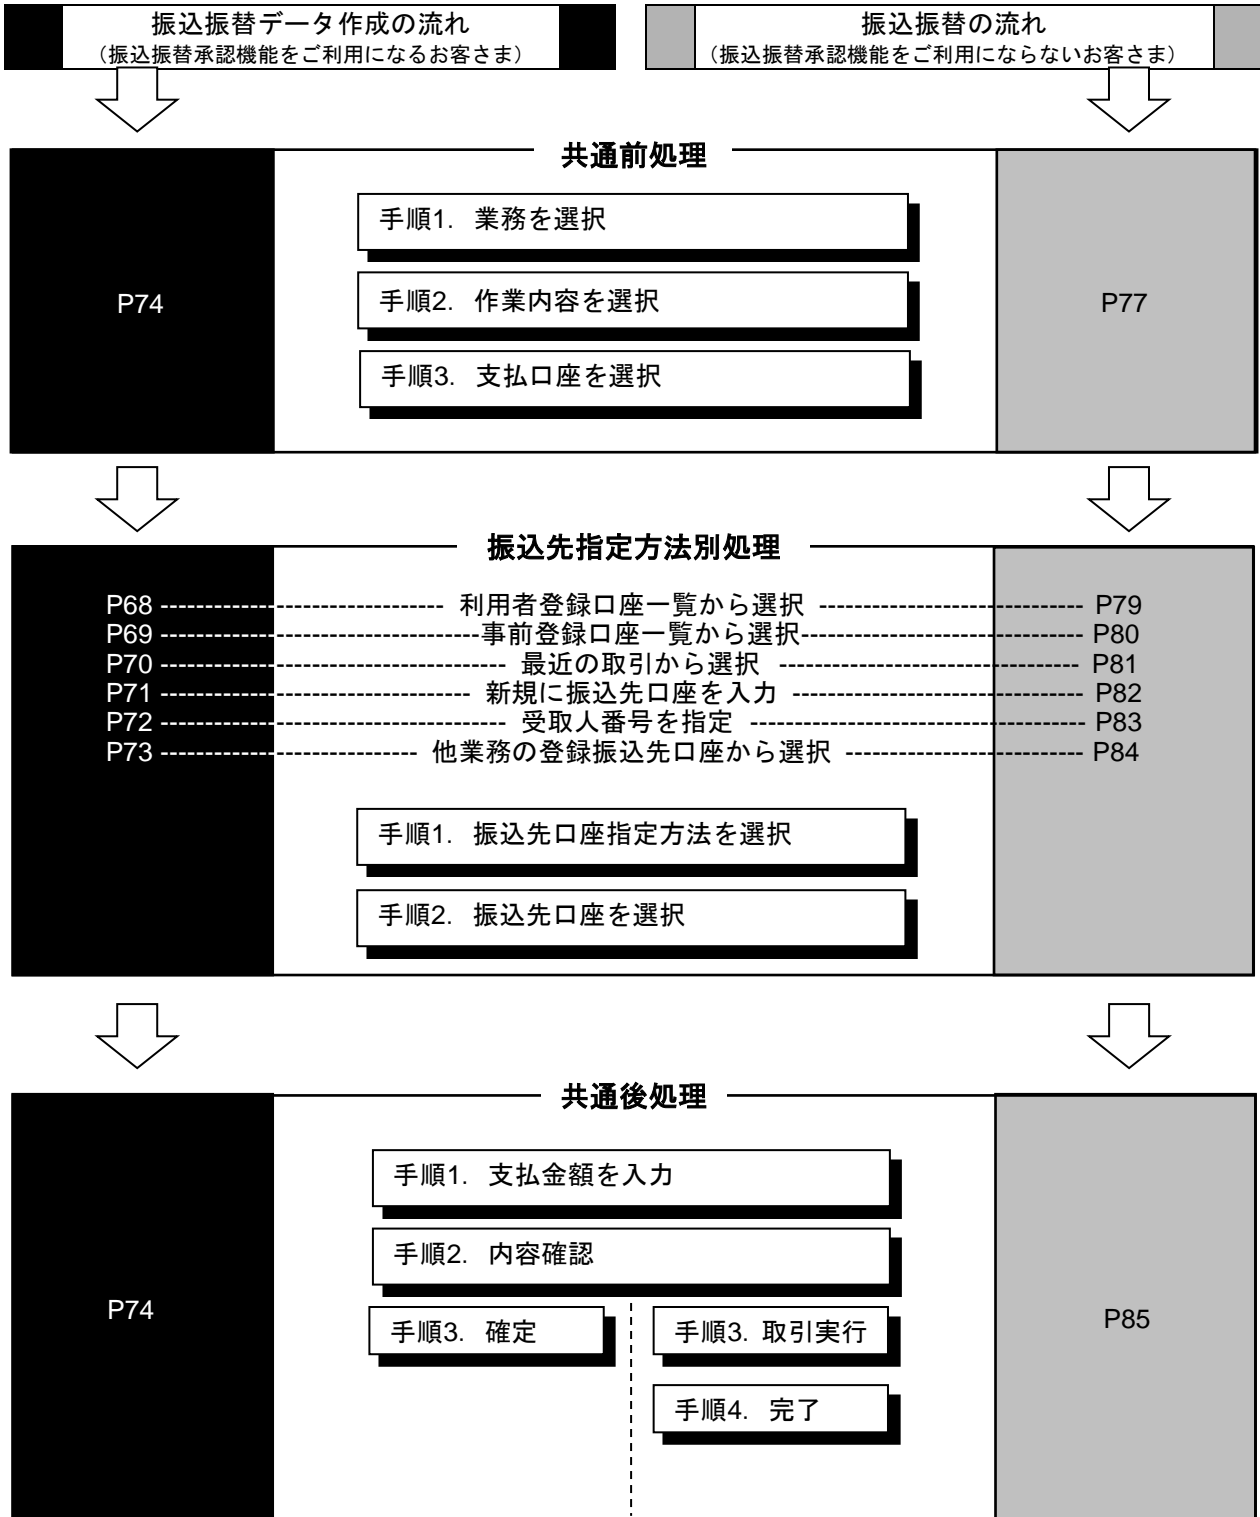 振込振替データ作成の流れ
（振込振替承認機能をご利用になるお客さま）
振込振替の流れ
（振込振替承認機能をご利用にならないお客さま）
共通前処理
手順1. 業務を選択
手順2. 作業内容を選択
手順3. 支払口座を選択
P74
P77
振込先指定方法別処理
P68 ------ 利用者登録口座一覧から選択 ------ P79
P69 ------ 事前登録口座一覧から選択 ------ P80
P70 ------ 最近の取引から選択 ------ P81
P71 ------ 新規に振込先口座を入力 ------ P82
P72 ------ 受取人番号を指定 ------ P83
P73 ------ 他業務の登録振込先口座から選択 ------ P84
手順1. 振込先口座指定方法を選択
手順2. 振込先口座を選択
共通後処理
手順1. 支払金額を入力
手順2. 内容確認
P74
手順3. 確定
手順3. 取引実行
P85
手順4. 完了